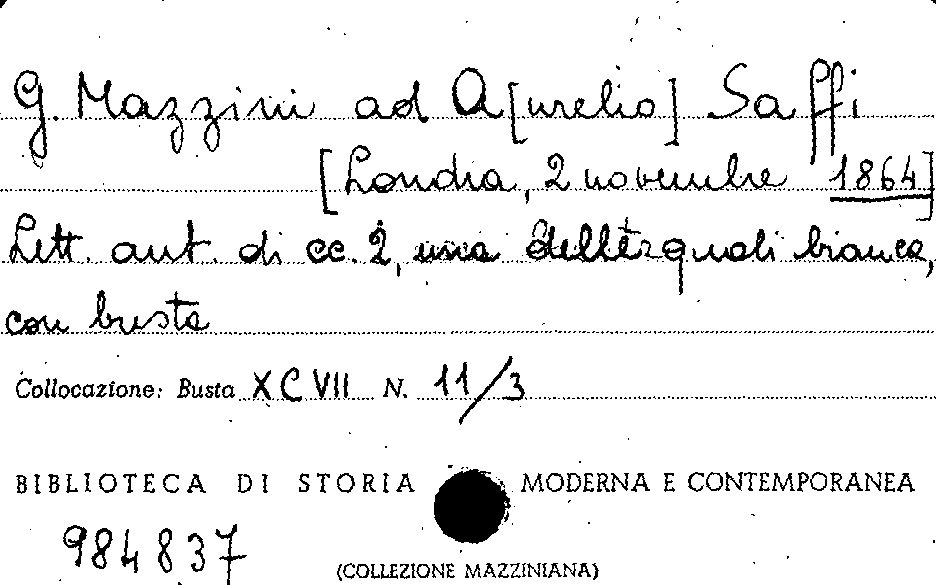 G. Mazzini ad A[urelio] Saffi
[Londra, 2 novembre 1864]
Lett. aut. di cc. 2, una delle quali bianca,
con busta
Collocazione: Busta XCVII N. 11/3
BIBLIOTECA DI STORIA MODERNA E CONTEMPORANEA
984837
(COLLEZIONE MAZZINIANA)